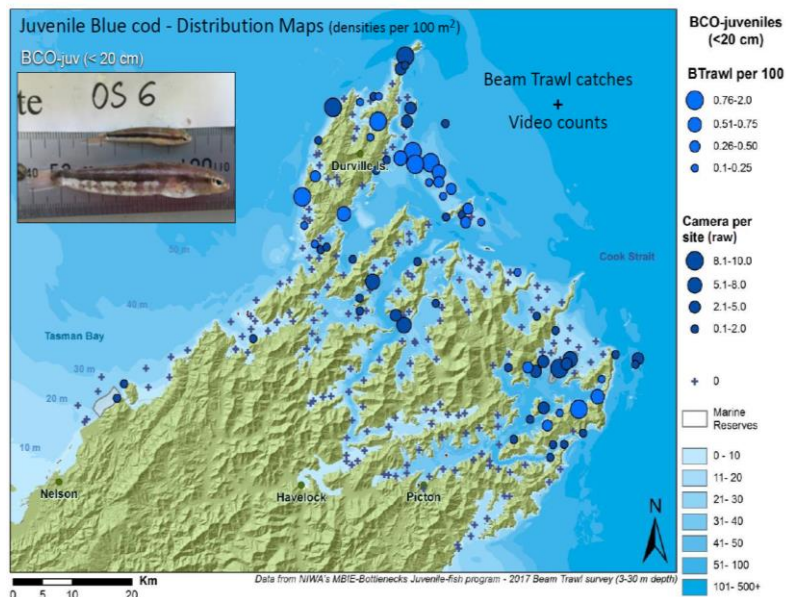 Juvenile Blue cod - Distribution Maps (densities per 100 m²)
BCO-juv (< 20 cm)
te OS 6
Beam Trawl catches
+
Video counts
Durville Is.
Cook Strait
50 m
40 m
Tasman Bay
30 m
20 m
10 m
Nelson
Havelock
Picton
N
Km
0 5 10 20
Data from NIWA's MBIE-Bottlenecks Juvenile-fish program - 2017 Beam Trawl survey (3-30 m depth)
BCO-juveniles
(<20 cm)
BTrawl per 100
0.76-2.0
0.51-0.75
0.26-0.50
0.1-0.25
Camera per
site (raw)
8.1-10.0
5.1-8.0
2.1-5.0
0.1-2.0
+ 0
Marine
Reserves
0 - 10
11- 20
21- 30
31- 40
41- 50
51- 100
101- 500+